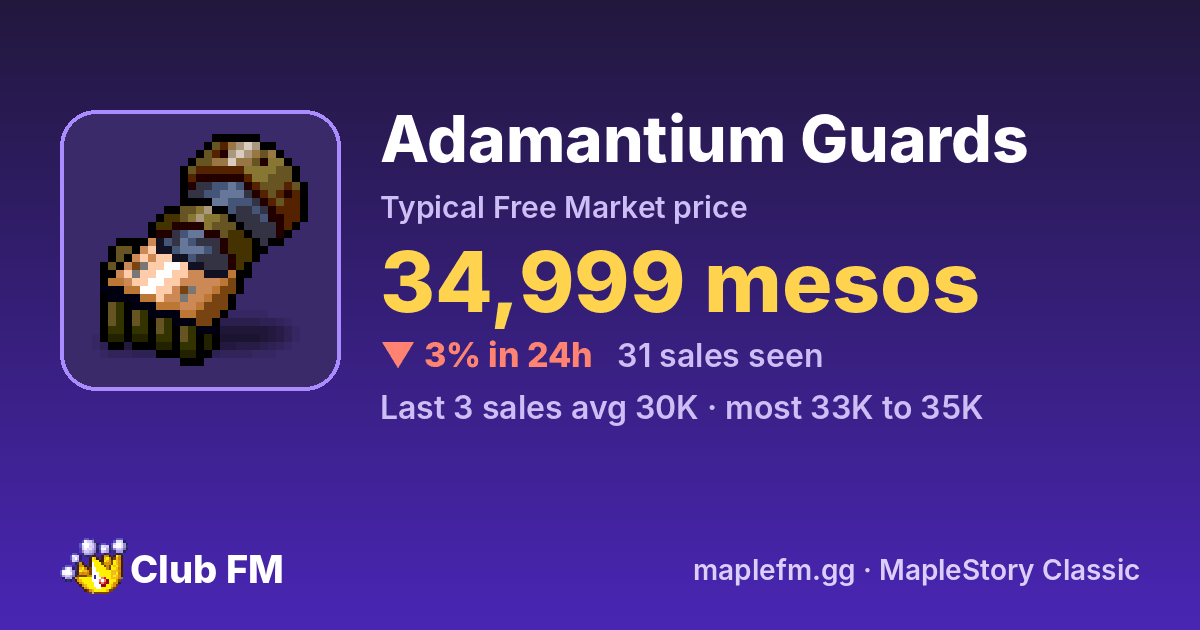 Adamantium Guards
Typical Free Market price
34,999 mesos
▼ 3% in 24h 31 sales seen
Last 3 sales avg 30K · most 33K to 35K
Club FM
maplefm.gg · MapleStory Classic